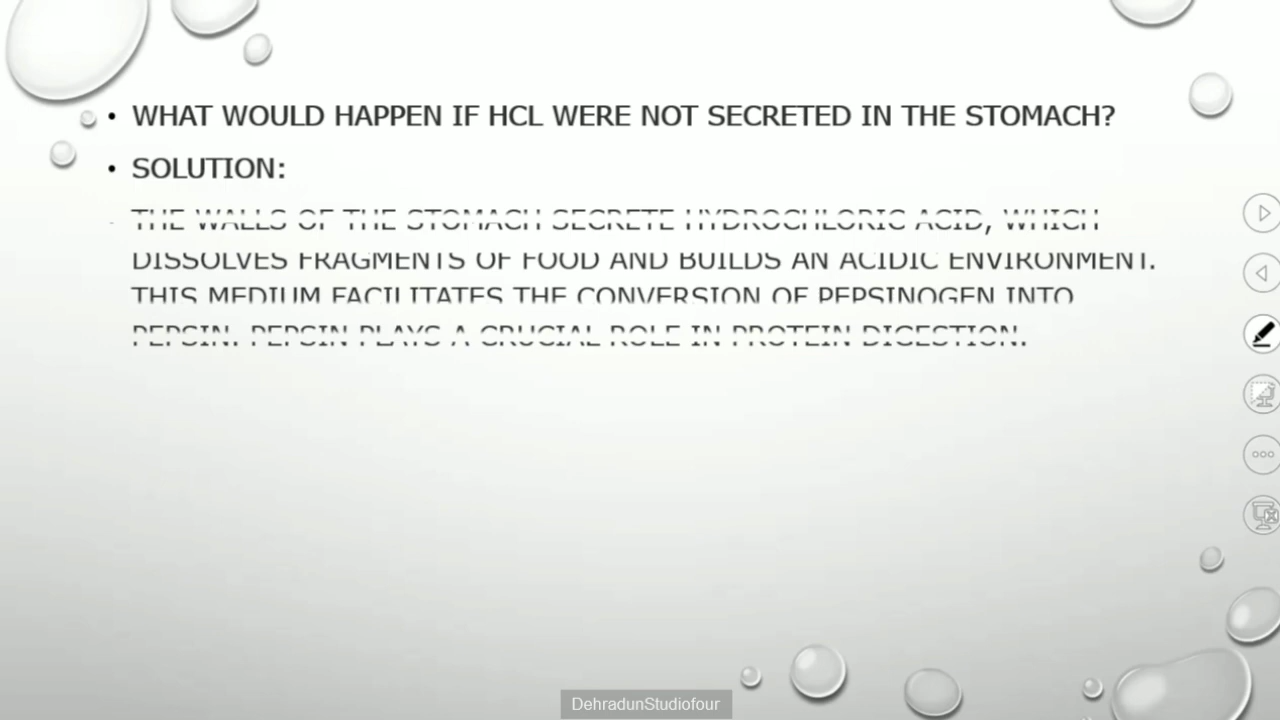 • WHAT WOULD HAPPEN IF HCL WERE NOT SECRETED IN THE STOMACH?
• SOLUTION:
THE WALLS OF THE STOMACH SECRETE HYDROCHLORIC ACID, WHICH
DISSOLVES FRAGMENTS OF FOOD AND BUILDS AN ACIDIC ENVIRONMENT.
THIS MEDIUM FACILITATES THE CONVERSION OF PEPSINOGEN INTO
PEPSIN. PEPSIN PLAYS A CRUCIAL ROLE IN PROTEIN DIGESTION.
DehradunStudiofour